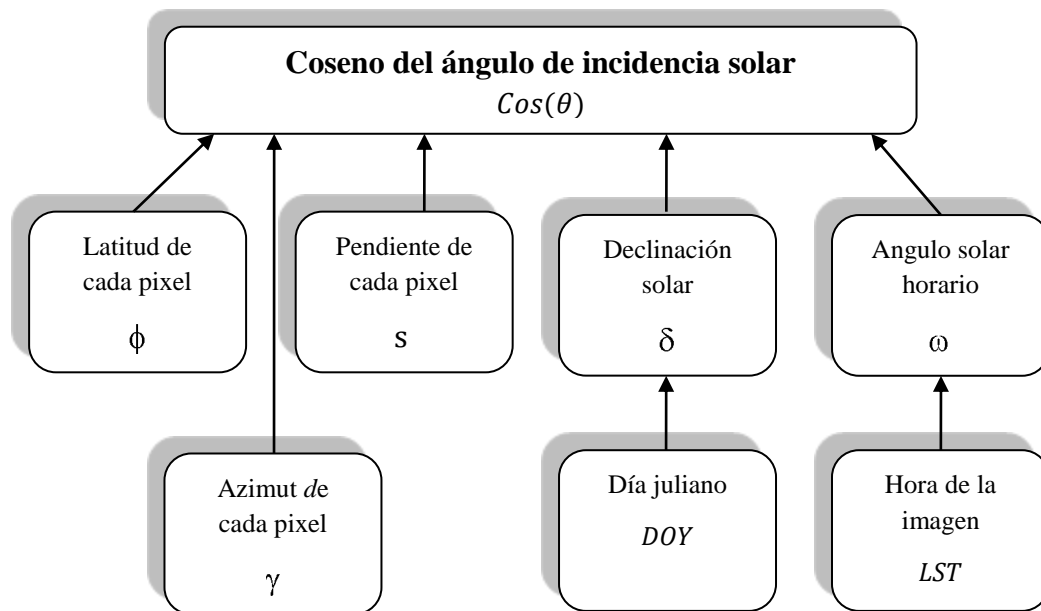 Coseno del ángulo de incidencia solar
Cos(θ)
Latitud de
cada pixel
ϕ
Pendiente de
cada pixel
s
Declinación
solar
δ
Angulo solar
horario
ω
Azimut de
cada pixel
γ
Día juliano
DOY
Hora de la
imagen
LST